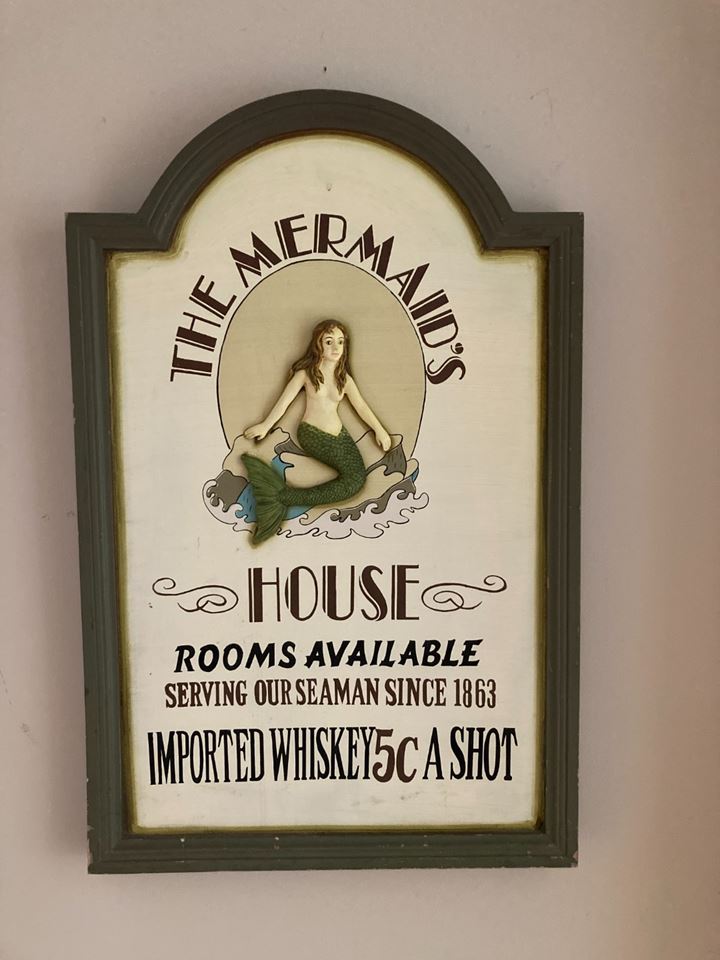 THE MERMAID'S
HOUSE
ROOMS AVAILABLE
SERVING OUR SEAMAN SINCE 1863
IMPORTED WHISKEY 5C A SHOT